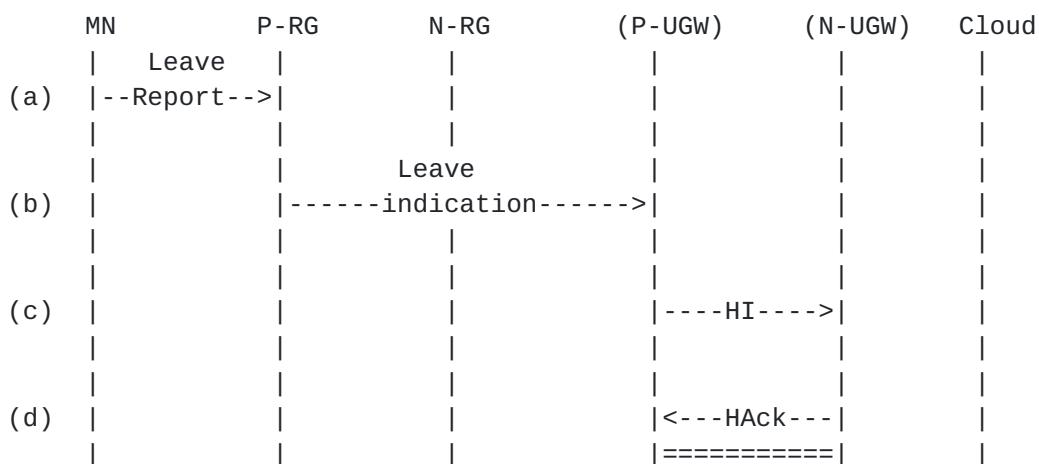 MN P-RG N-RG (P-UGW) (N-UGW) Cloud
| Leave | | | | |
(a) |--Report-->| | | | |
| | | | | |
| | Leave | | |
(b) | |------indication------>| | |
| | | | | |
| | | | | |
(c) | | | |----HI---->| |
| | | | | |
| | | | | |
(d) | | | |<---HAck---| |
| | | |===========| |